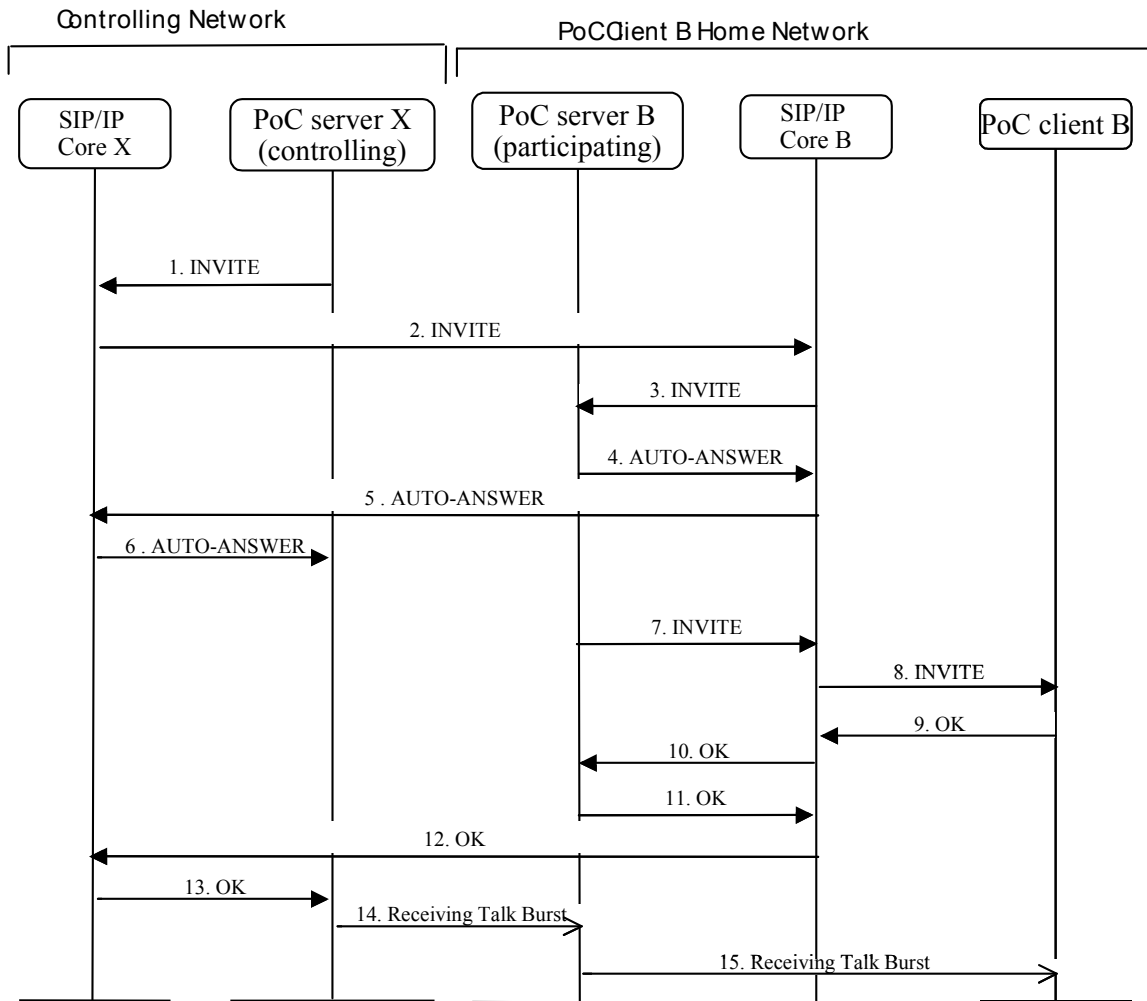 Controlling Network
PoCClient B Home Network
SIP/IP
Core X
PoC server X
(controlling)
PoC server B
(participating)
SIP/IP
Core B
PoC client B
1. INVITE
2. INVITE
3. INVITE
4. AUTO-ANSWER
5 . AUTO-ANSWER
6 . AUTO-ANSWER
7. INVITE
8. INVITE
9. OK
10. OK
11. OK
12. OK
13. OK
14. Receiving Talk Burst
15. Receiving Talk Burst